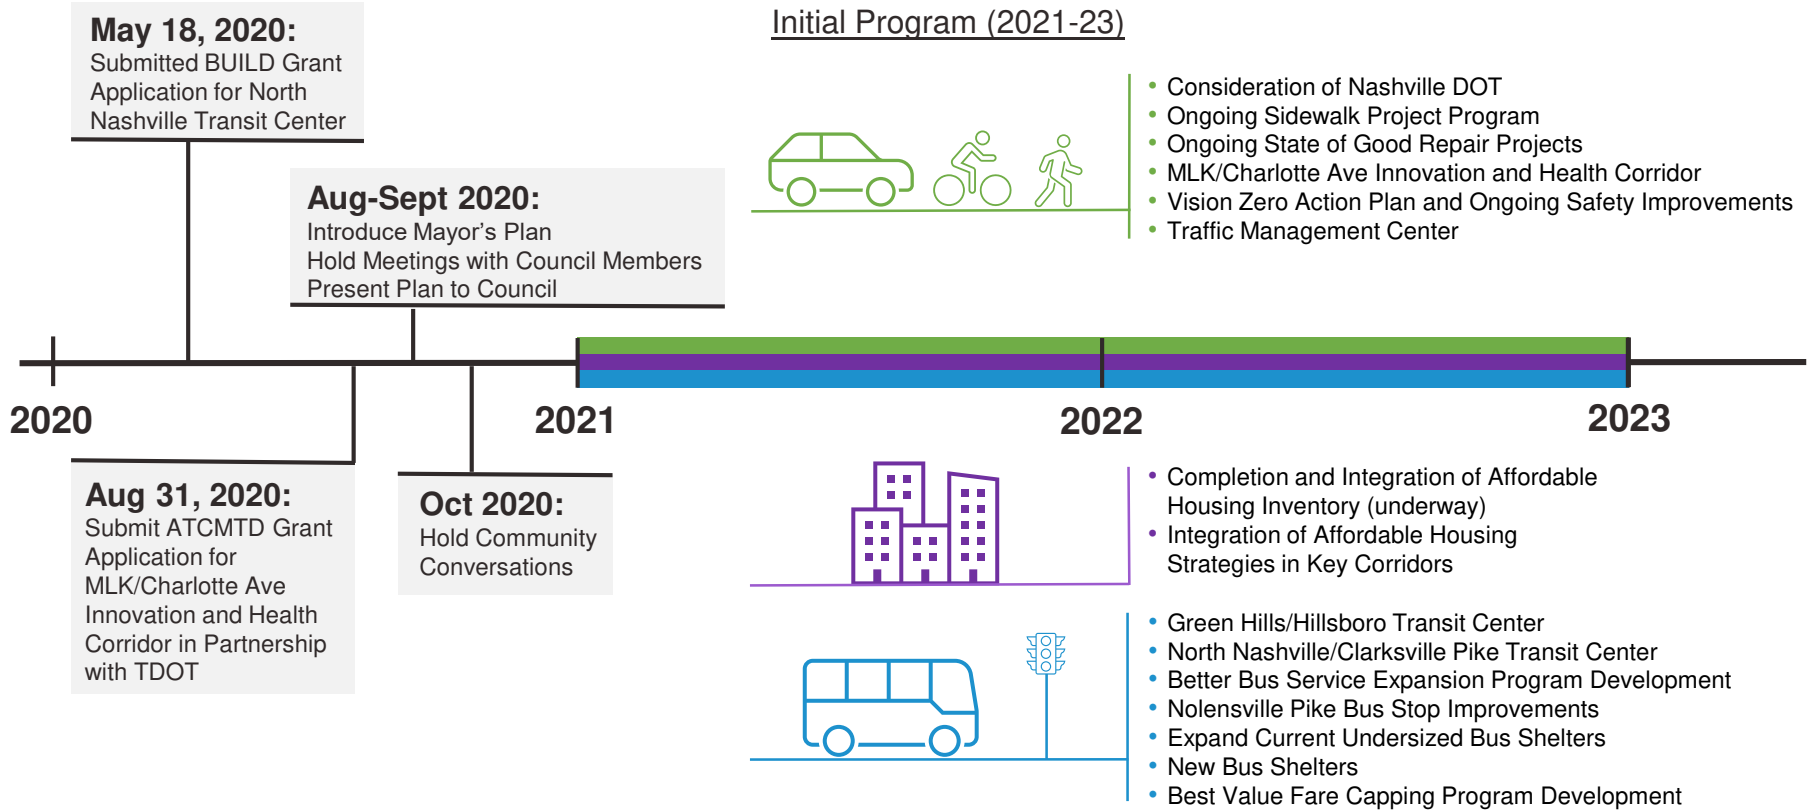 May 18, 2020:
Submitted BUILD Grant
Application for North
Nashville Transit Center
Aug-Sept 2020:
Introduce Mayor's Plan
Hold Meetings with Council Members
Present Plan to Council
Initial Program (2021-23)
• Consideration of Nashville DOT
• Ongoing Sidewalk Project Program
• Ongoing State of Good Repair Projects
• MLK/Charlotte Ave Innovation and Health Corridor
• Vision Zero Action Plan and Ongoing Safety Improvements
• Traffic Management Center
2020
2021
2022
2023
Aug 31, 2020:
Submit ATCMTD Grant
Application for
MLK/Charlotte Ave
Innovation and Health
Corridor in Partnership
with TDOT
Oct 2020:
Hold Community
Conversations
• Completion and Integration of Affordable
Housing Inventory (underway)
• Integration of Affordable Housing
Strategies in Key Corridors
• Green Hills/Hillsboro Transit Center
• North Nashville/Clarksville Pike Transit Center
• Better Bus Service Expansion Program Development
• Nolensville Pike Bus Stop Improvements
• Expand Current Undersized Bus Shelters
• New Bus Shelters
• Best Value Fare Capping Program Development